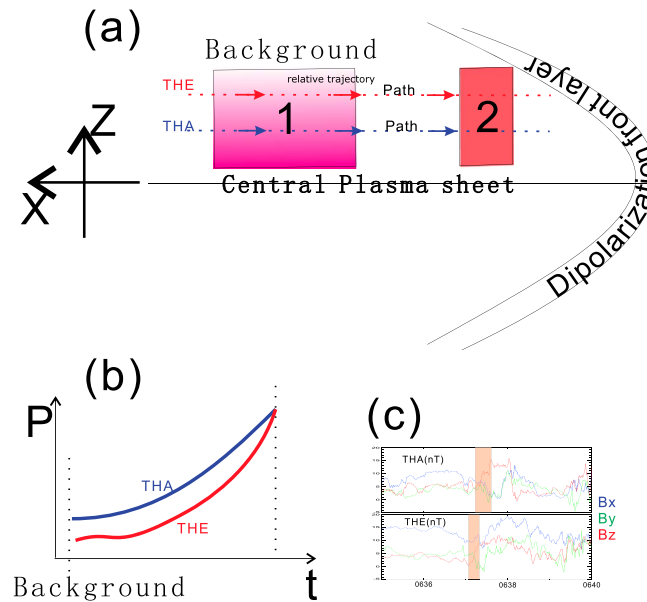 (a)
Background
THE
relative trajectory
Path
THA
1
Path
2
Z
X
Central Plasma sheet
Dipolarization front layer
(b)
P
THA
THE
Background
t
(c)
THA(nT)
THE(nT)
Bx
By
Bz
0636
0638
0640